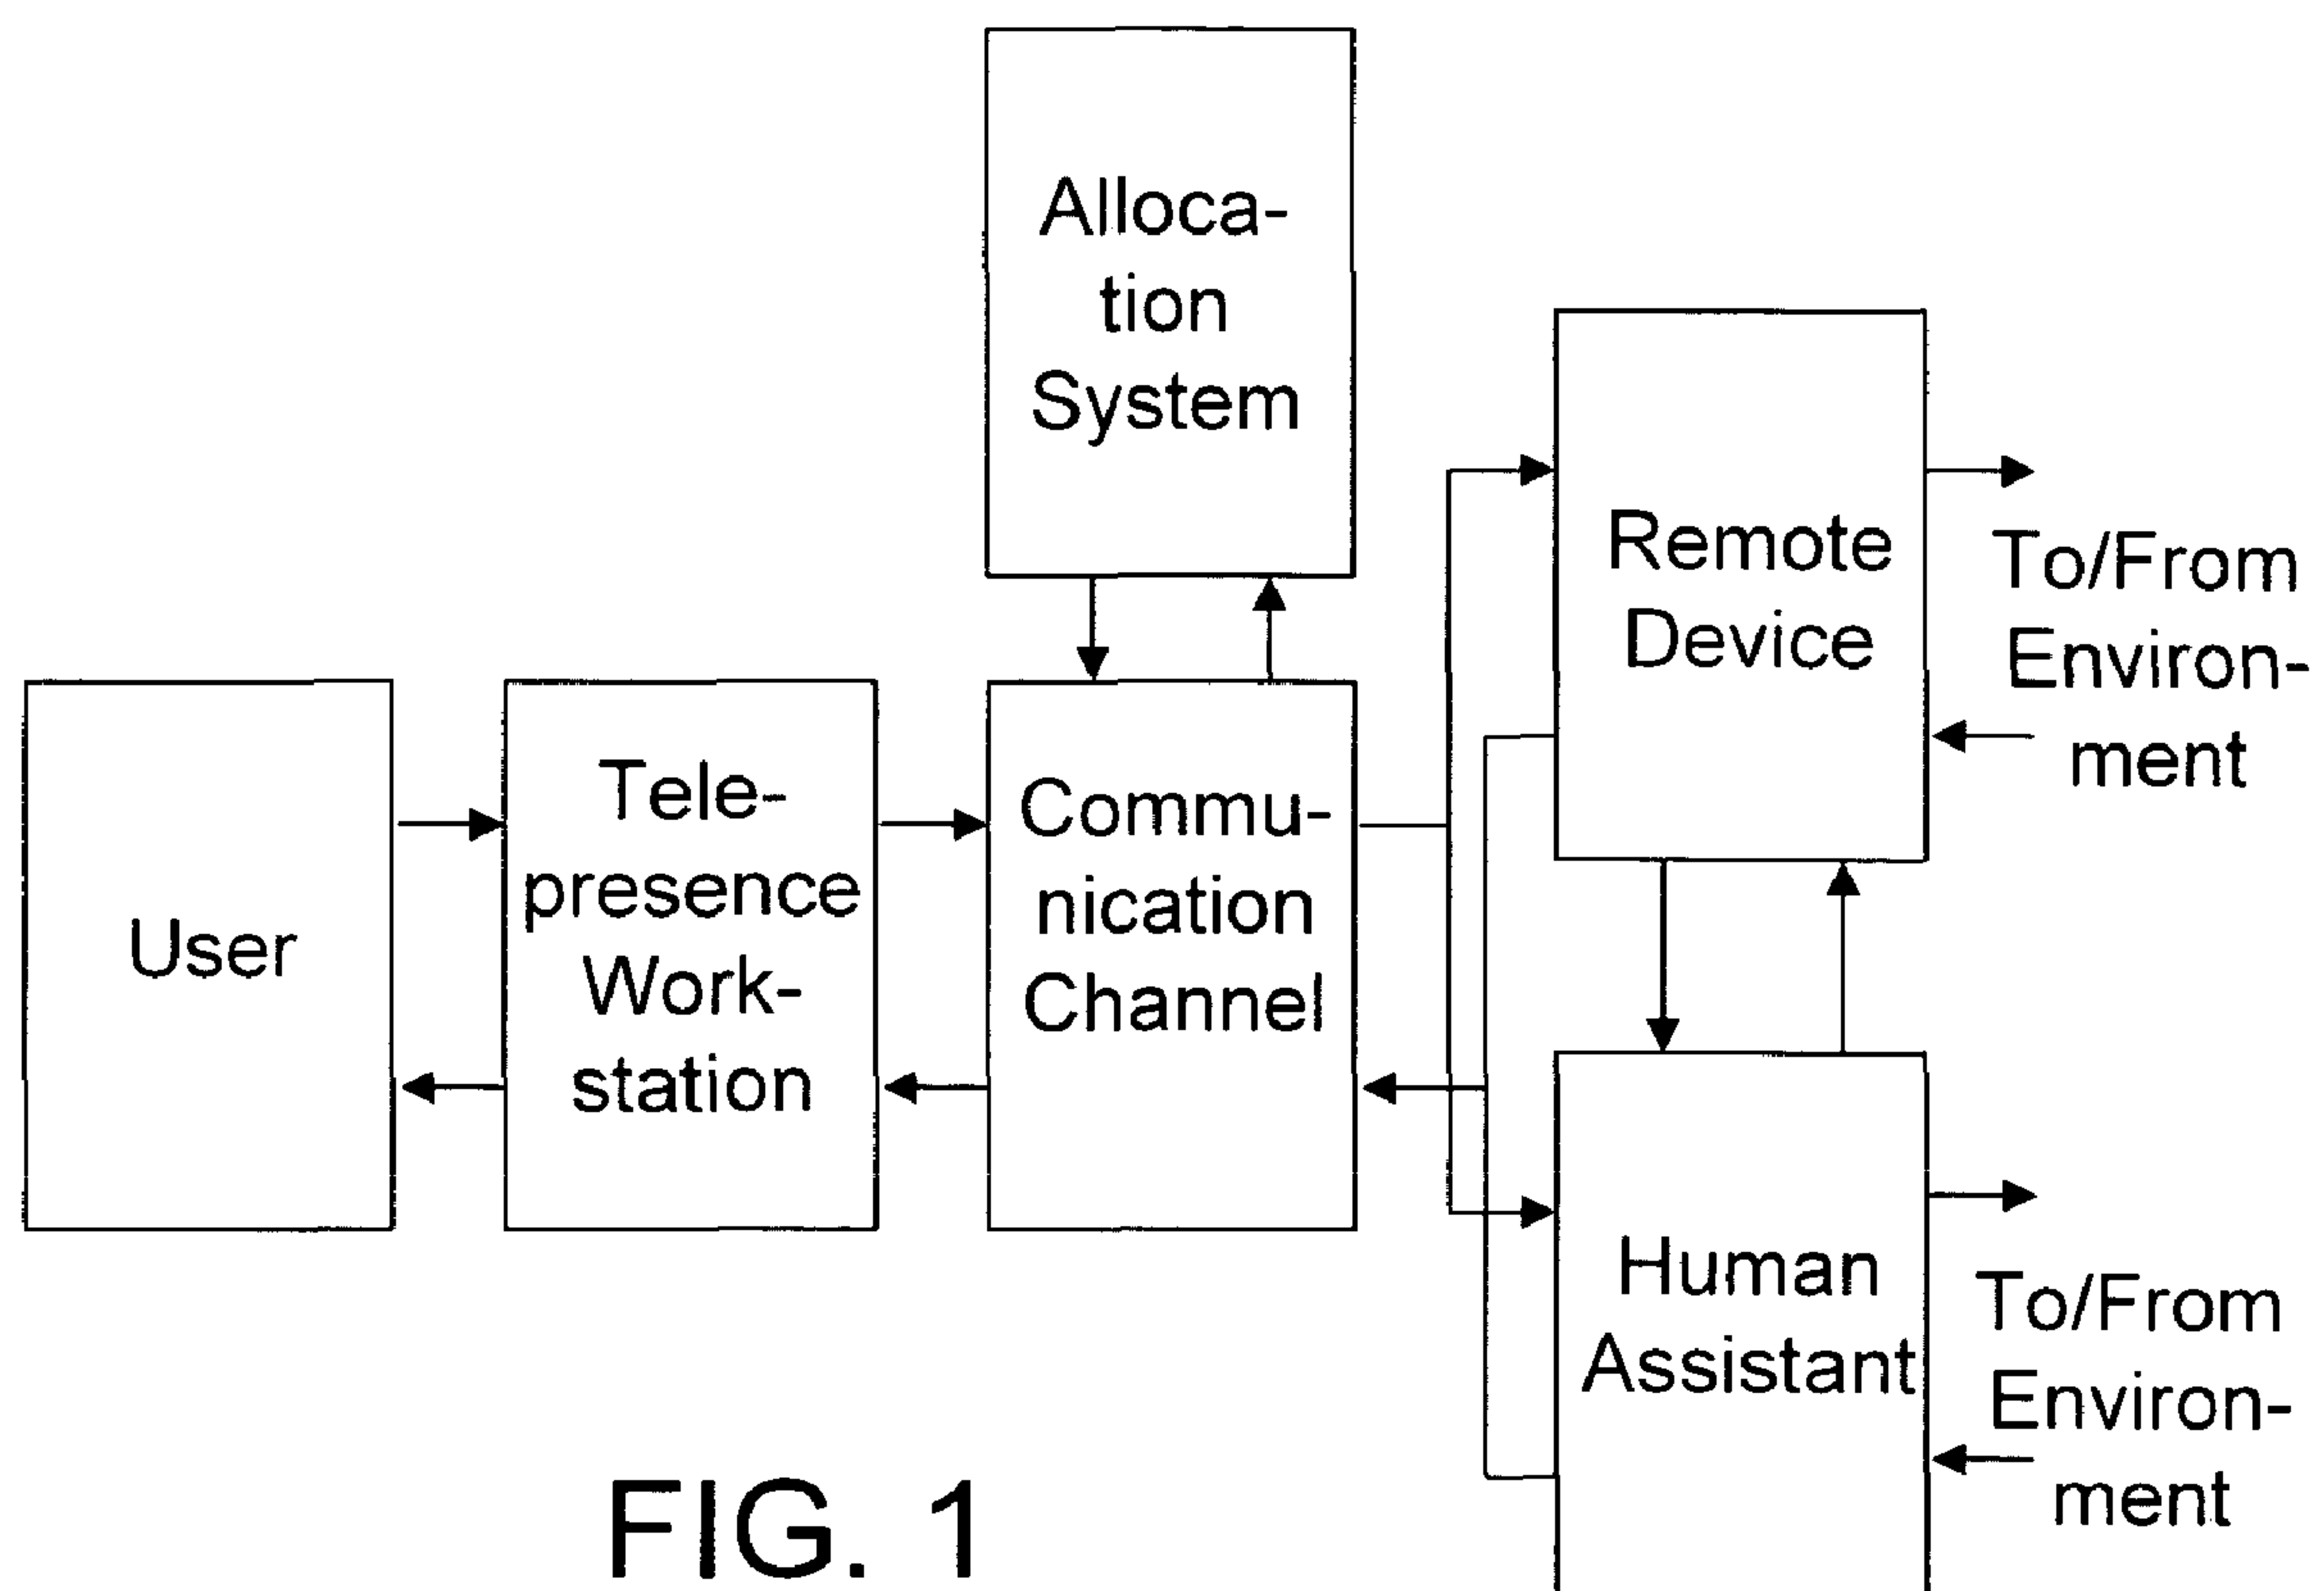 Alloca-
tion
System
Remote
Device
To/From
Environ-
ment
User
Tele-
presence
Work-
station
Commu-
nication
Channel
Human
Assistant
To/From
Environ-
ment
FIG. 1